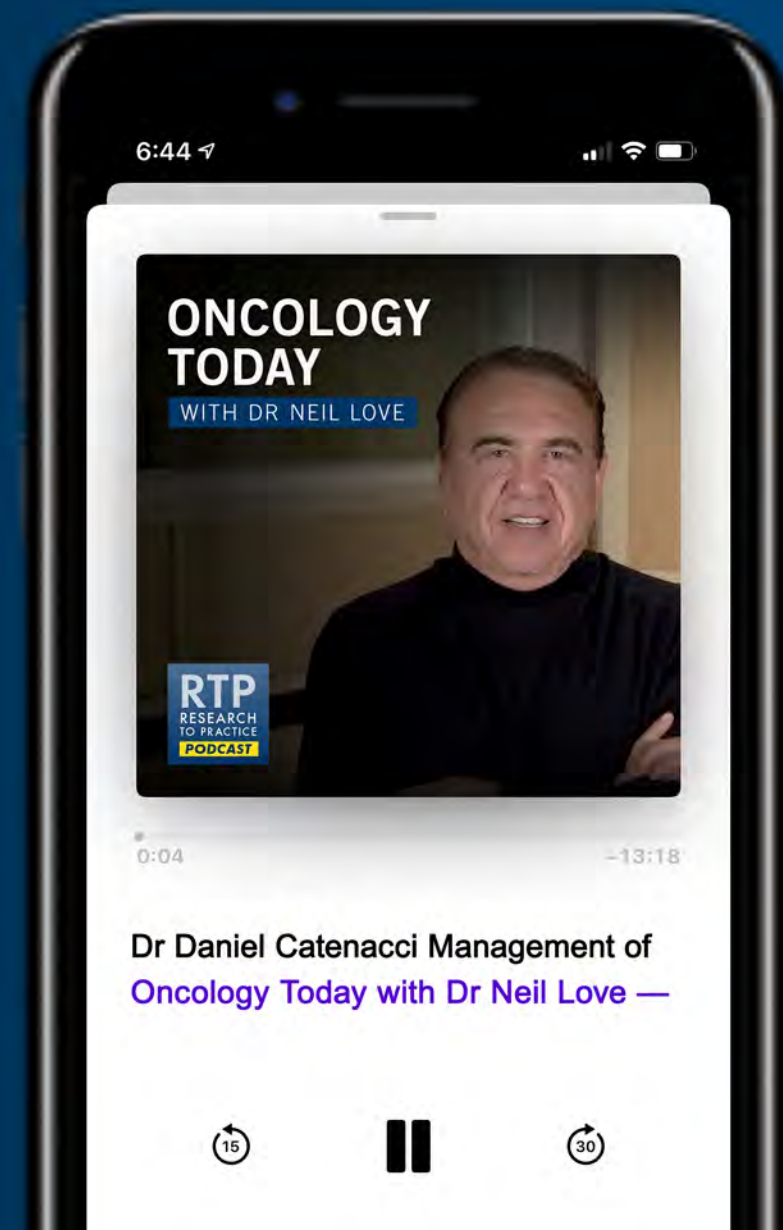 6:44
ONCOLOGY
TODAY
WITH DR NEIL LOVE
RTP
RESEARCH
TO PRACTICE
PODCAST
0:04
-13:18
Dr Daniel Catenacci Management of
Oncology Today with Dr Neil Love —
15
30